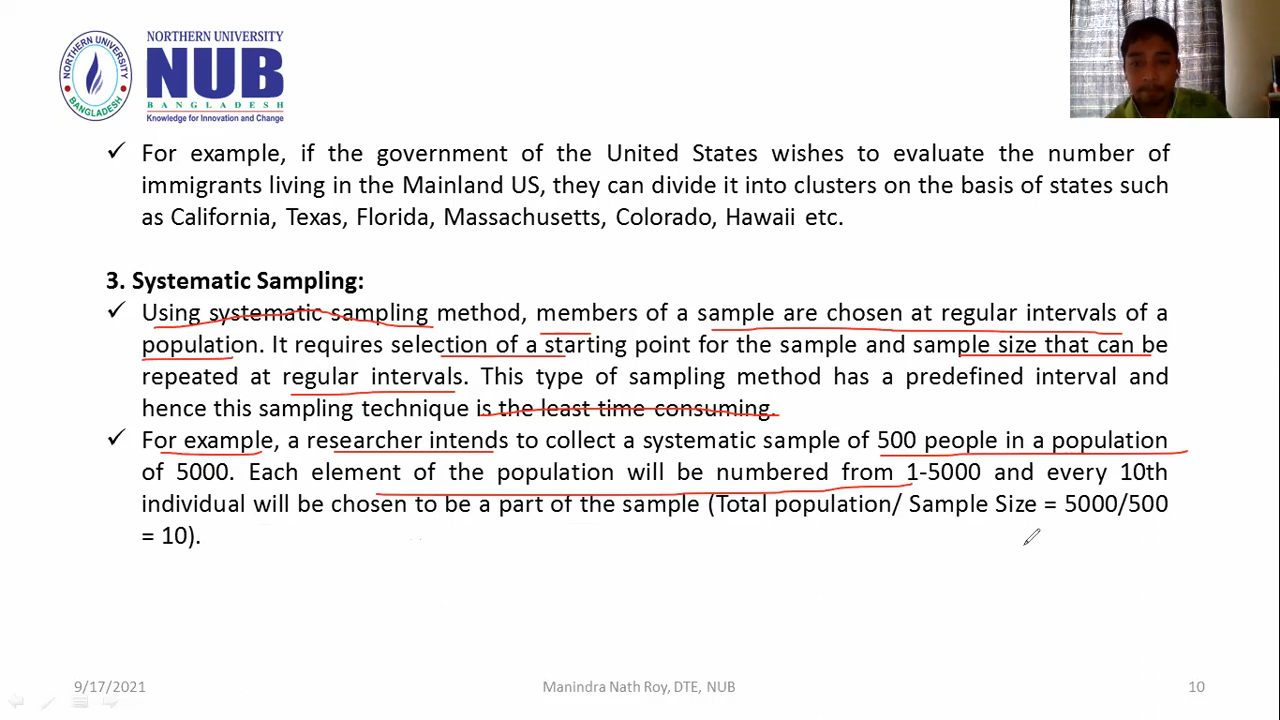 NORTHERN UNIVERSITY
NUB
BANGLADESH
Knowledge for Innovation and Change
NORTHERN UNIVERSITY
BANGLADESH
✓ For example, if the government of the United States wishes to evaluate the number of
immigrants living in the Mainland US, they can divide it into clusters on the basis of states such
as California, Texas, Florida, Massachusetts, Colorado, Hawaii etc.
3. Systematic Sampling:
✓ Using systematic sampling method, members of a sample are chosen at regular intervals of a
population. It requires selection of a starting point for the sample and sample size that can be
repeated at regular intervals. This type of sampling method has a predefined interval and
hence this sampling technique is the least time consuming.
✓ For example, a researcher intends to collect a systematic sample of 500 people in a population
of 5000. Each element of the population will be numbered from 1-5000 and every 10th
individual will be chosen to be a part of the sample (Total population/ Sample Size = 5000/500
= 10).
9/17/2021
Manindra Nath Roy, DTE, NUB
10